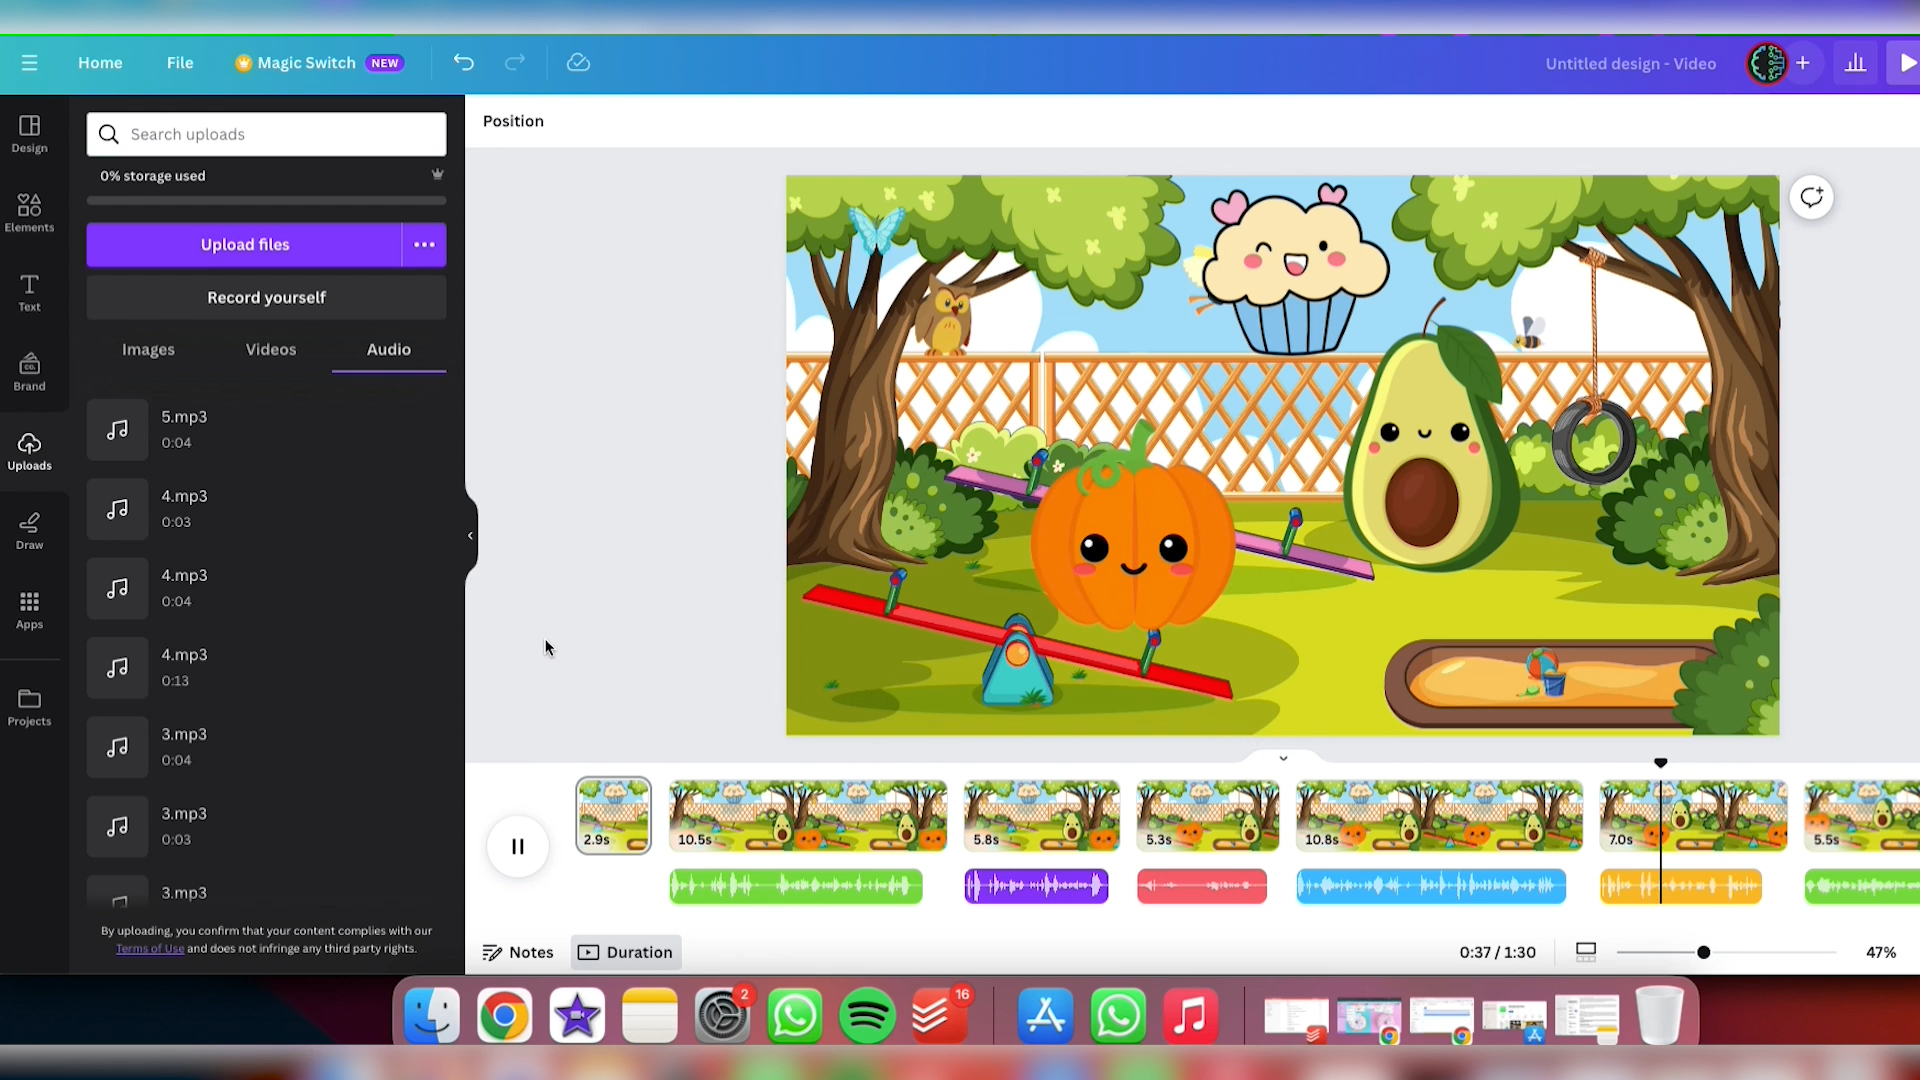 Home
File
Magic Switch NEW
Untitled design - Video
Design
Elements
Text
Brand
CO.
Uploads
Draw
Apps
Projects
Search uploads
0% storage used
Upload files
Record yourself
Images
Videos
Audio
5.mp3
0:04
4.mp3
0:03
4.mp3
0:04
4.mp3
0:13
3.mp3
0:04
3.mp3
0:03
3.mp3
By uploading, you confirm that your content complies with our
Terms of Use and does not infringe any third party rights.
Position
2.9s
10.5s
5.8s
5.3s
10.8s
7.0s
5.5s
Notes
Duration
0:37 / 1:30
47%
2
16